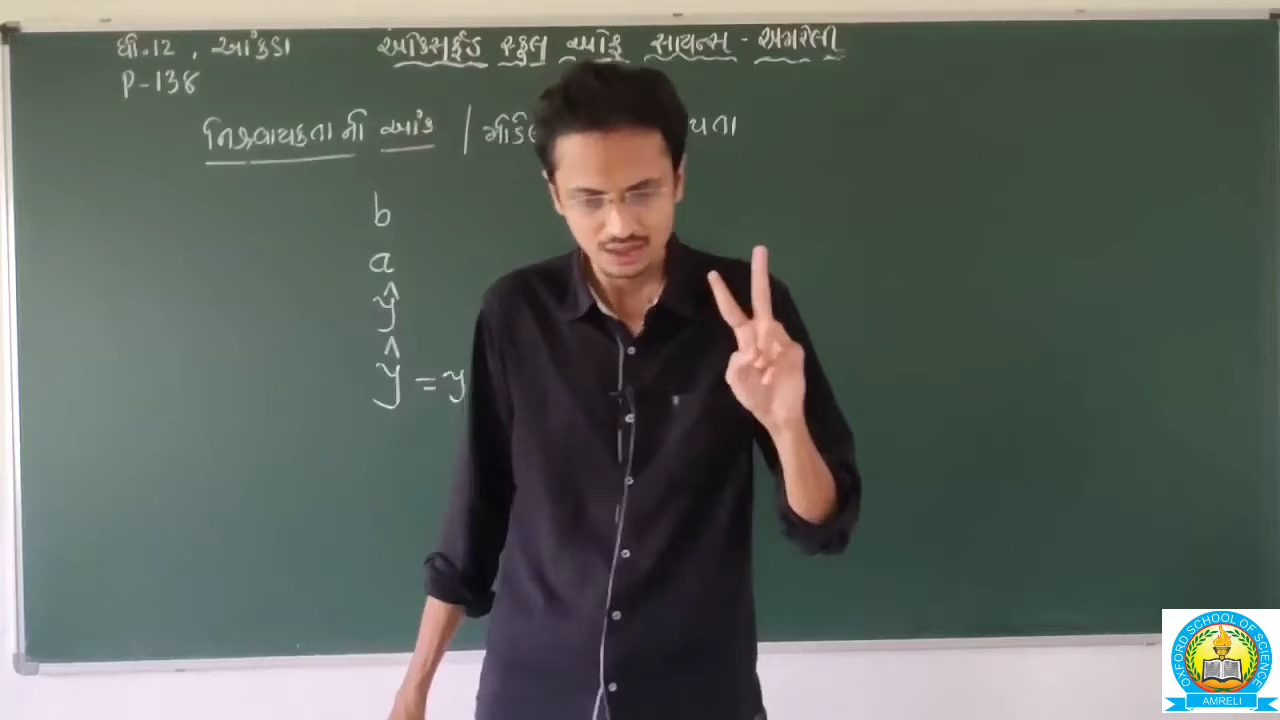 ધો.12 , આંકડા
ઓક્સફર્ડ સ્કૂલ ઓફ સાયન્સ - અમરેલી
P-138
નિશ્ચાયકતા નો આંક /
b
a
ŷ
ŷ = y
OXFORD SCHOOL OF SCIENCE
AMRELI